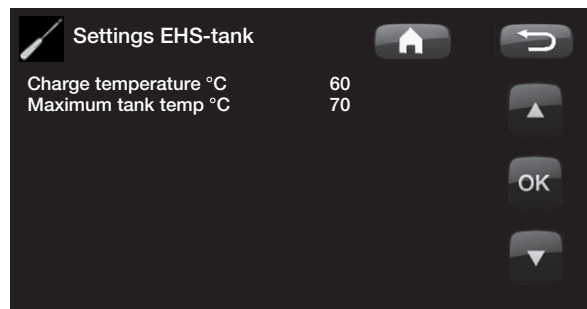 Settings EHS-tank
Charge temperature °C 60
Maximum tank temp °C 70
OK